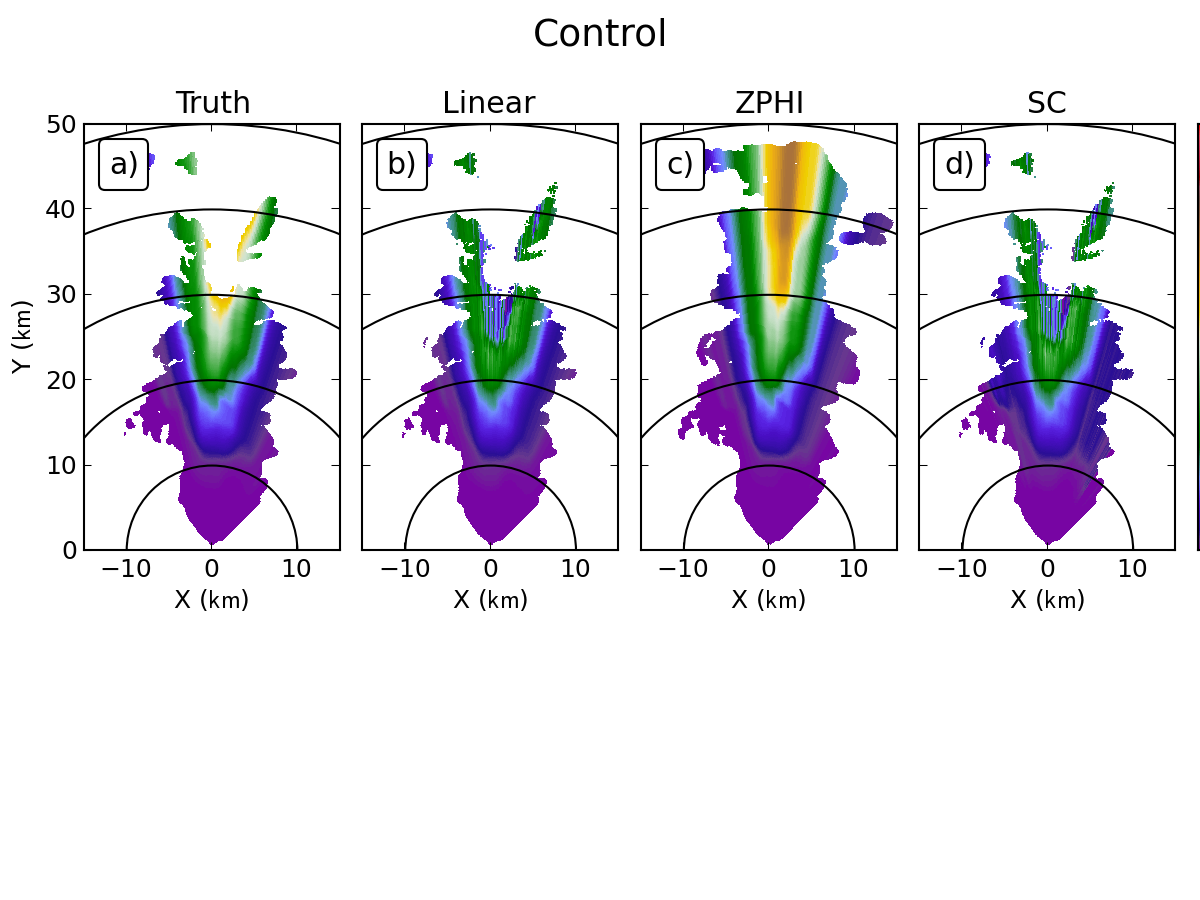 Control
Truth Linear ZPHI SC
a) b) c) d)
50
40
30
20
10
0
Y (km)
−10 0 10 −10 0 10 −10 0 10 −10 0 10
X (km) X (km) X (km) X (km)